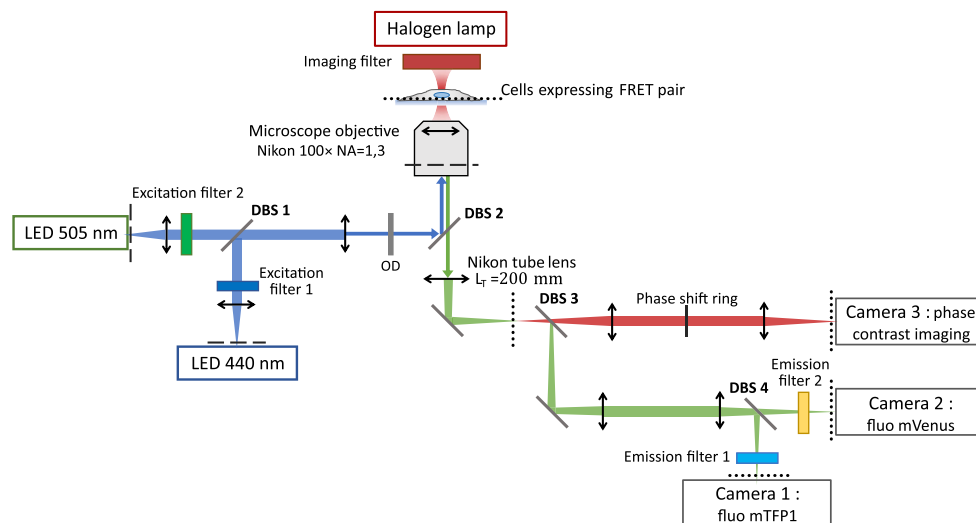 Halogen lamp
Imaging filter
Cells expressing FRET pair
Microscope objective
Nikon 100× NA=1,3
Excitation filter 2
DBS 1
DBS 2
LED 505 nm
OD
Excitation
filter 1
Nikon tube lens
L_T =200 mm
DBS 3
Phase shift ring
Camera 3 : phase
contrast imaging
LED 440 nm
Emission
filter 2
DBS 4
Camera 2 :
fluo mVenus
Emission filter 1
Camera 1 :
fluo mTFP1